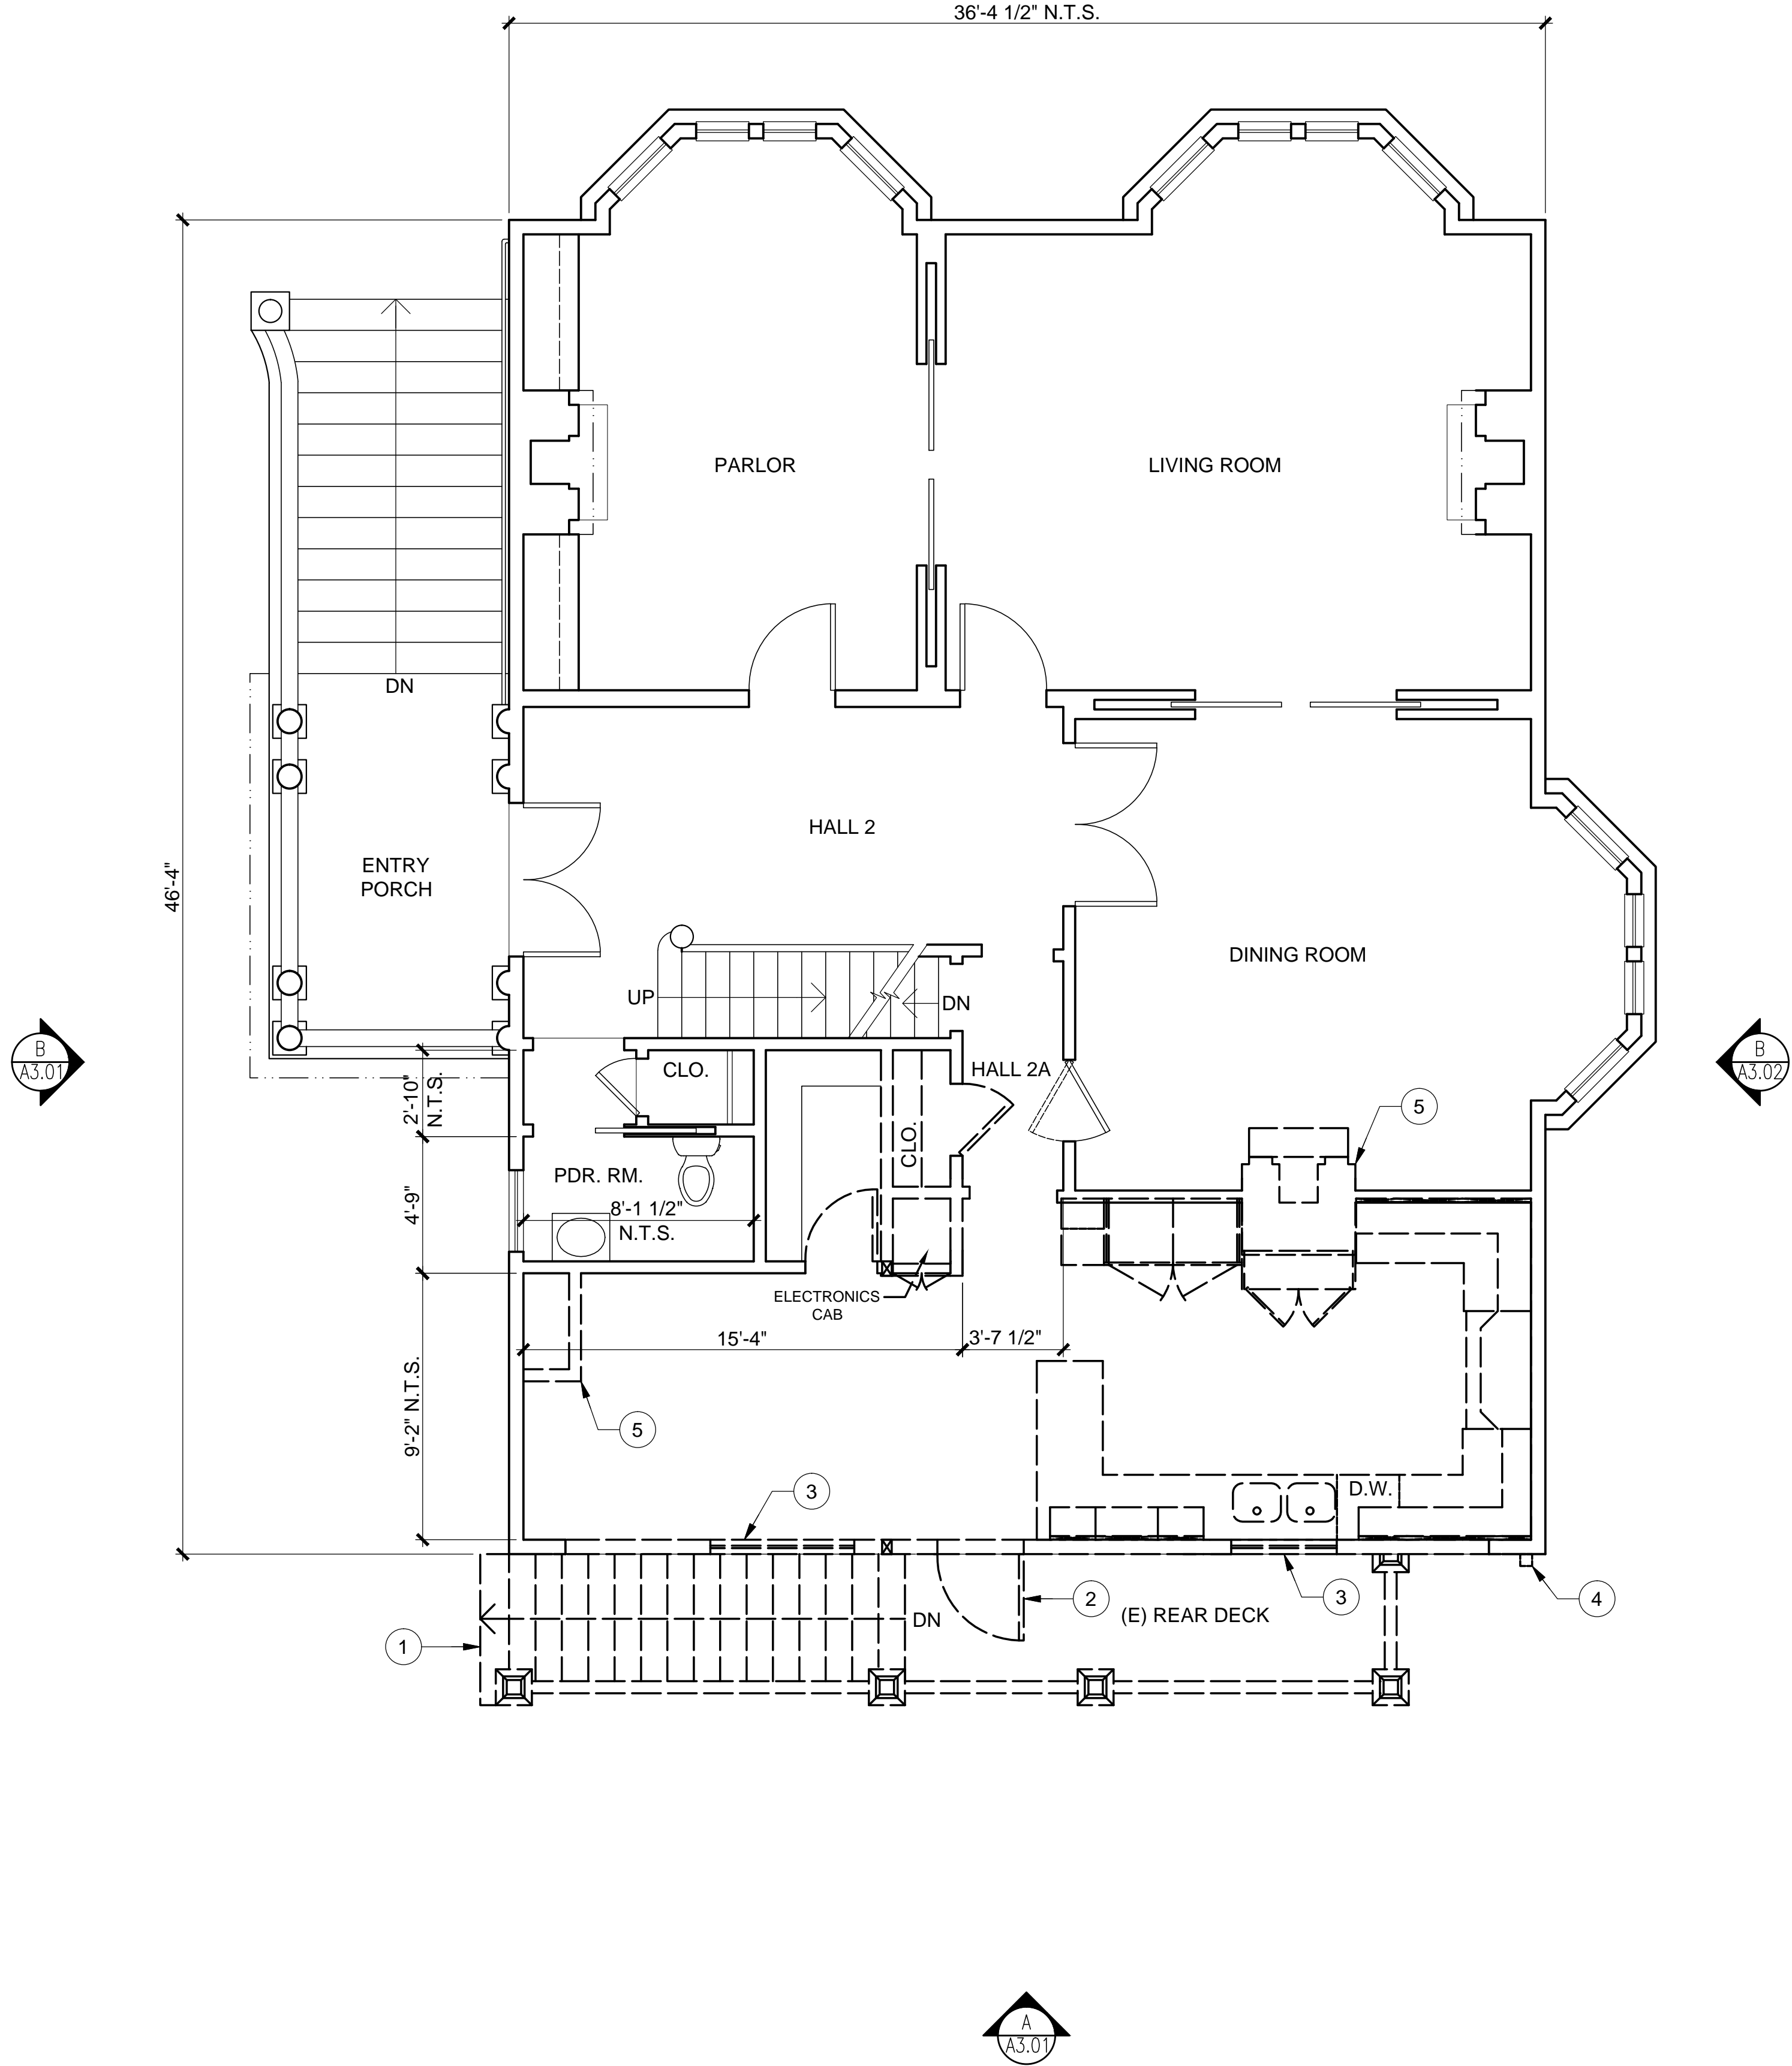 36'-4 1/2" N.T.S.
PARLOR
LIVING ROOM
DN
HALL 2
ENTRY
PORCH
46'-4"
DINING ROOM
UP
DN
B
A3.01
B
A3.02
CLO.
HALL 2A
2'-10"
N.T.S.
5
CLO.
PDR. RM.
4'-9"
8'-1 1/2"
N.T.S.
ELECTRONICS
CAB
15'-4"
3'-7 1/2"
9'-2" N.T.S.
5
3
D.W.
2
3
4
(E) REAR DECK
DN
1
A
A3.01